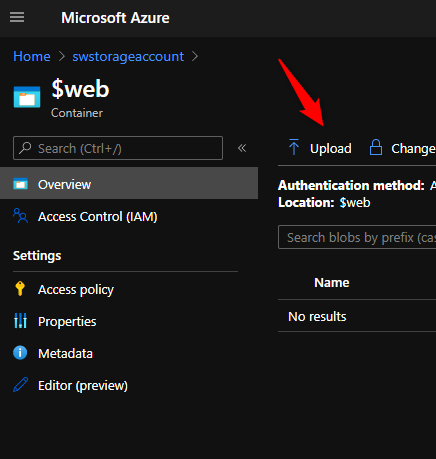 Microsoft Azure
Home > swstorageaccount >
$web
Container
Search (Ctrl+/)
«
Overview
Access Control (IAM)
Settings
Access policy
Properties
Metadata
Editor (preview)
Upload
Change
Authentication method: A
Location: $web
Search blobs by prefix (cas
Name
No results